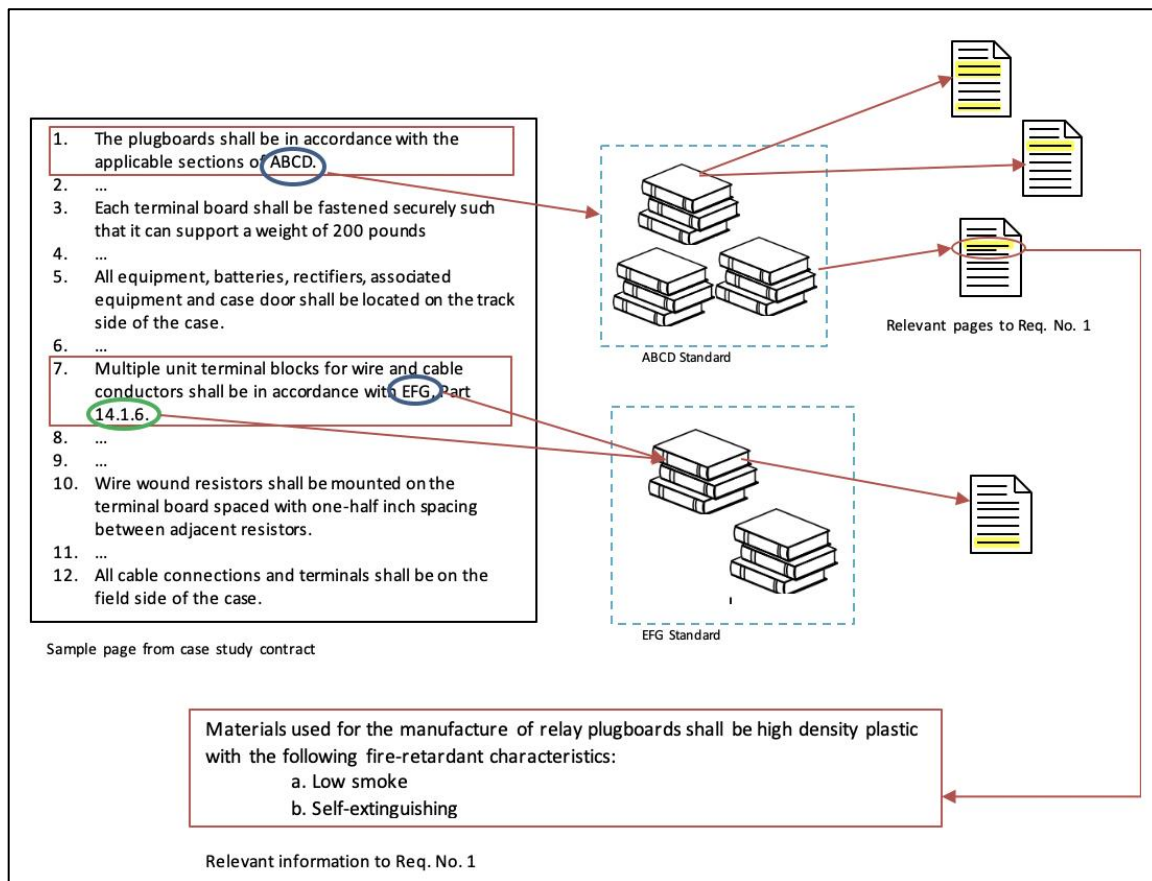 1. The plugboards shall be in accordance with the
applicable sections of ABCD.
2. ...
3. Each terminal board shall be fastened securely such
that it can support a weight of 200 pounds
4. ...
5. All equipment, batteries, rectifiers, associated
equipment and case door shall be located on the track
side of the case.
6. ...
7. Multiple unit terminal blocks for wire and cable
conductors shall be in accordance with EFG, Part
14.1.6.
8. ...
9. ...
10. Wire wound resistors shall be mounted on the
terminal board spaced with one-half inch spacing
between adjacent resistors.
11. ...
12. All cable connections and terminals shall be on the
field side of the case.
Sample page from case study contract
ABCD Standard
EFG Standard
Relevant pages to Req. No. 1
Materials used for the manufacture of relay plugboards shall be high density plastic
with the following fire-retardant characteristics:
a. Low smoke
b. Self-extinguishing
Relevant information to Req. No. 1